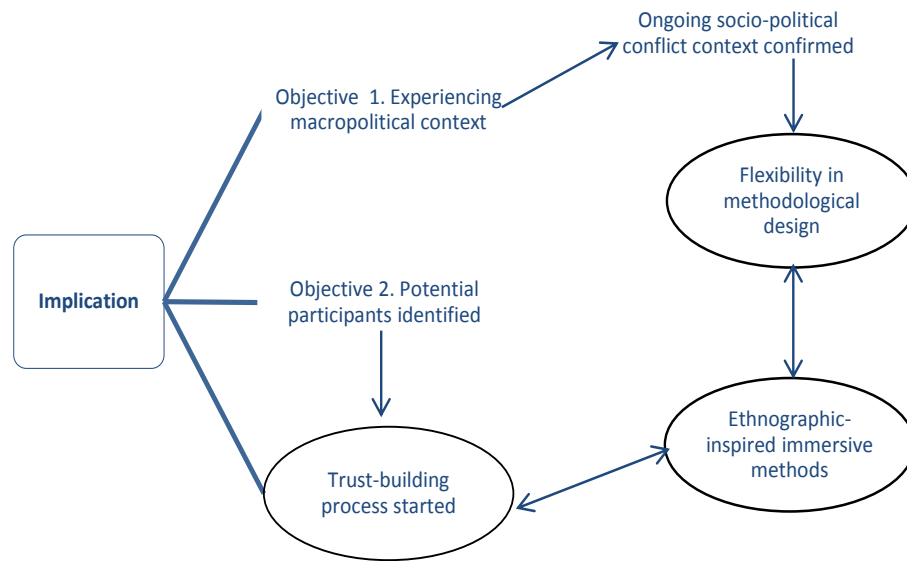 Ongoing socio-political
conflict context confirmed
Objective 1. Experiencing
macropolitical context
Flexibility in
methodological
design
Implication
Objective 2. Potential
participants identified
Ethnographic-
inspired immersive
methods
Trust-building
process started